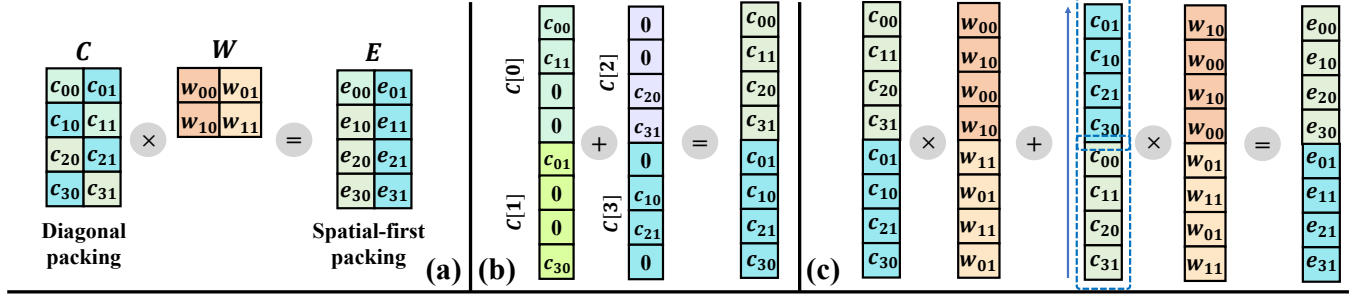 C W E
c00 c01
c10 c11
c20 c21
c30 c31
×
w00 w01
w10 w11
=
e00 e01
e10 e11
e20 e21
e30 e31
Diagonal
packing
Spatial-first
packing
(a)
C[0]
C[1]
c00
c11
0
0
c01
0
0
c30
+
C[2]
C[3]
0
0
c20
c31
0
c10
c21
0
=
c00
c11
c20
c31
c01
c10
c21
c30
(b)
c00
c11
c20
c31
c01
c10
c21
c30
×
w00
w10
w00
w10
w11
w01
w11
w01
+
c01
c10
c21
c30
c00
c11
c20
c31
×
w10
w00
w10
w00
w01
w11
w01
w11
=
e00
e10
e20
e30
e01
e11
e21
e31
(c)